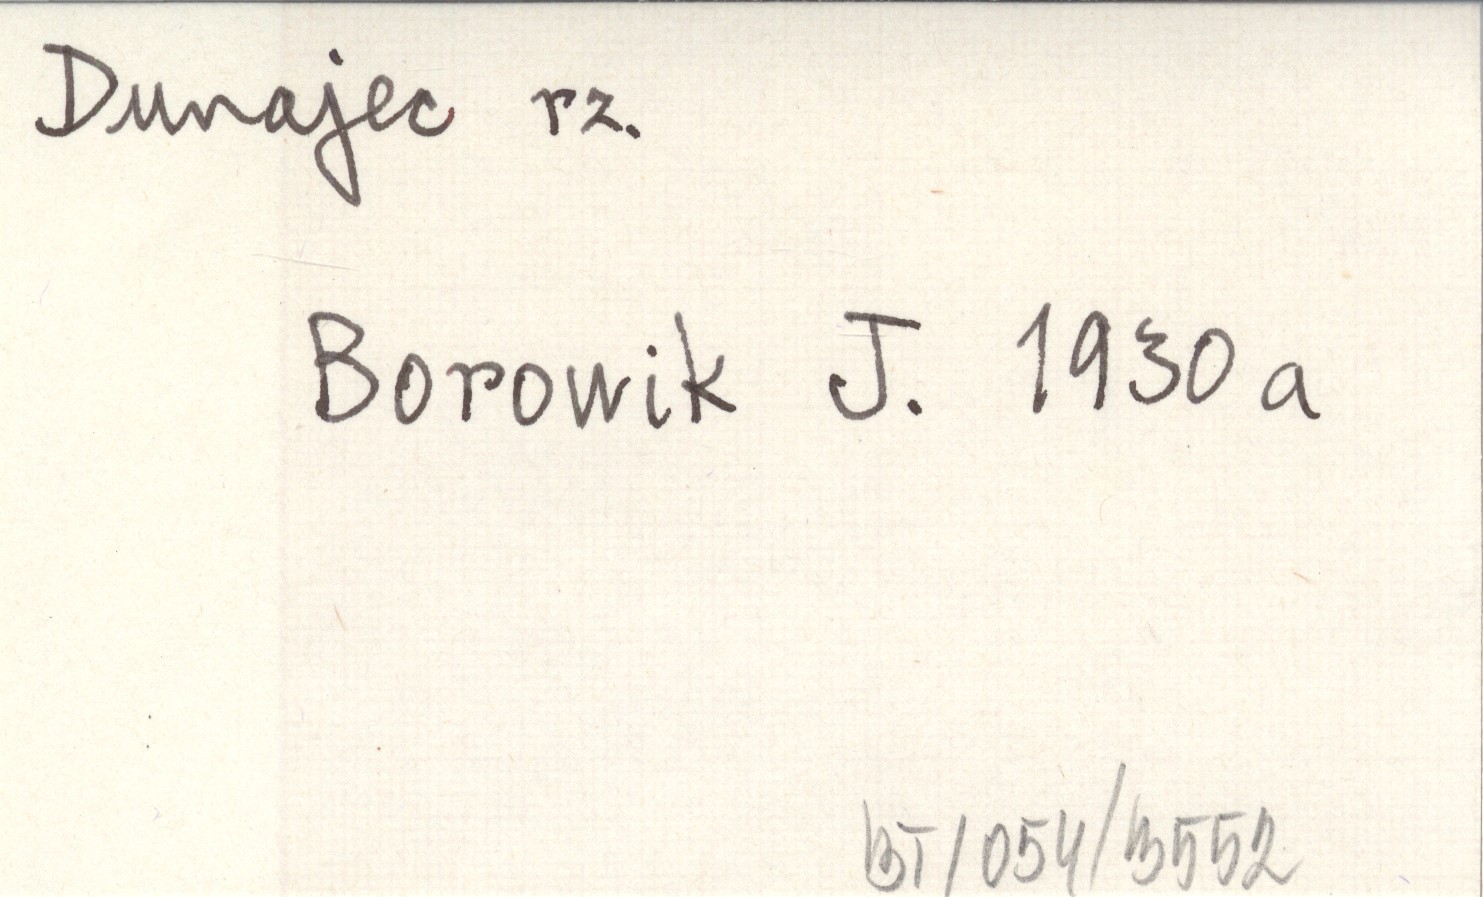 Dunajec rz.
Borowik J. 1930a
BT/054/3552